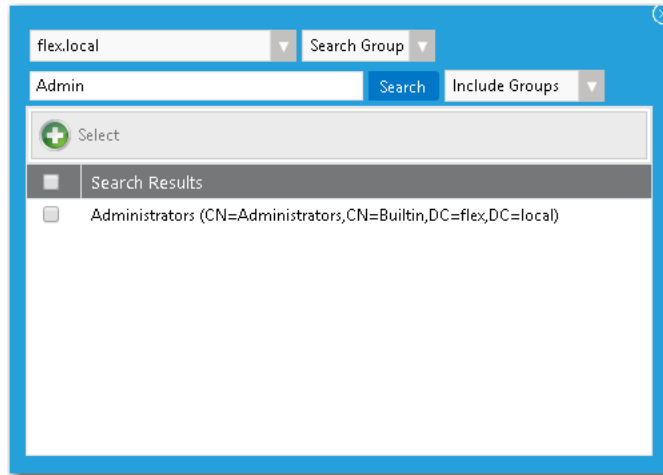 flex.local Search Group
Admin Search Include Groups
Select
Search Results
Administrators (CN=Administrators,CN=Builtin,DC=flex,DC=local)